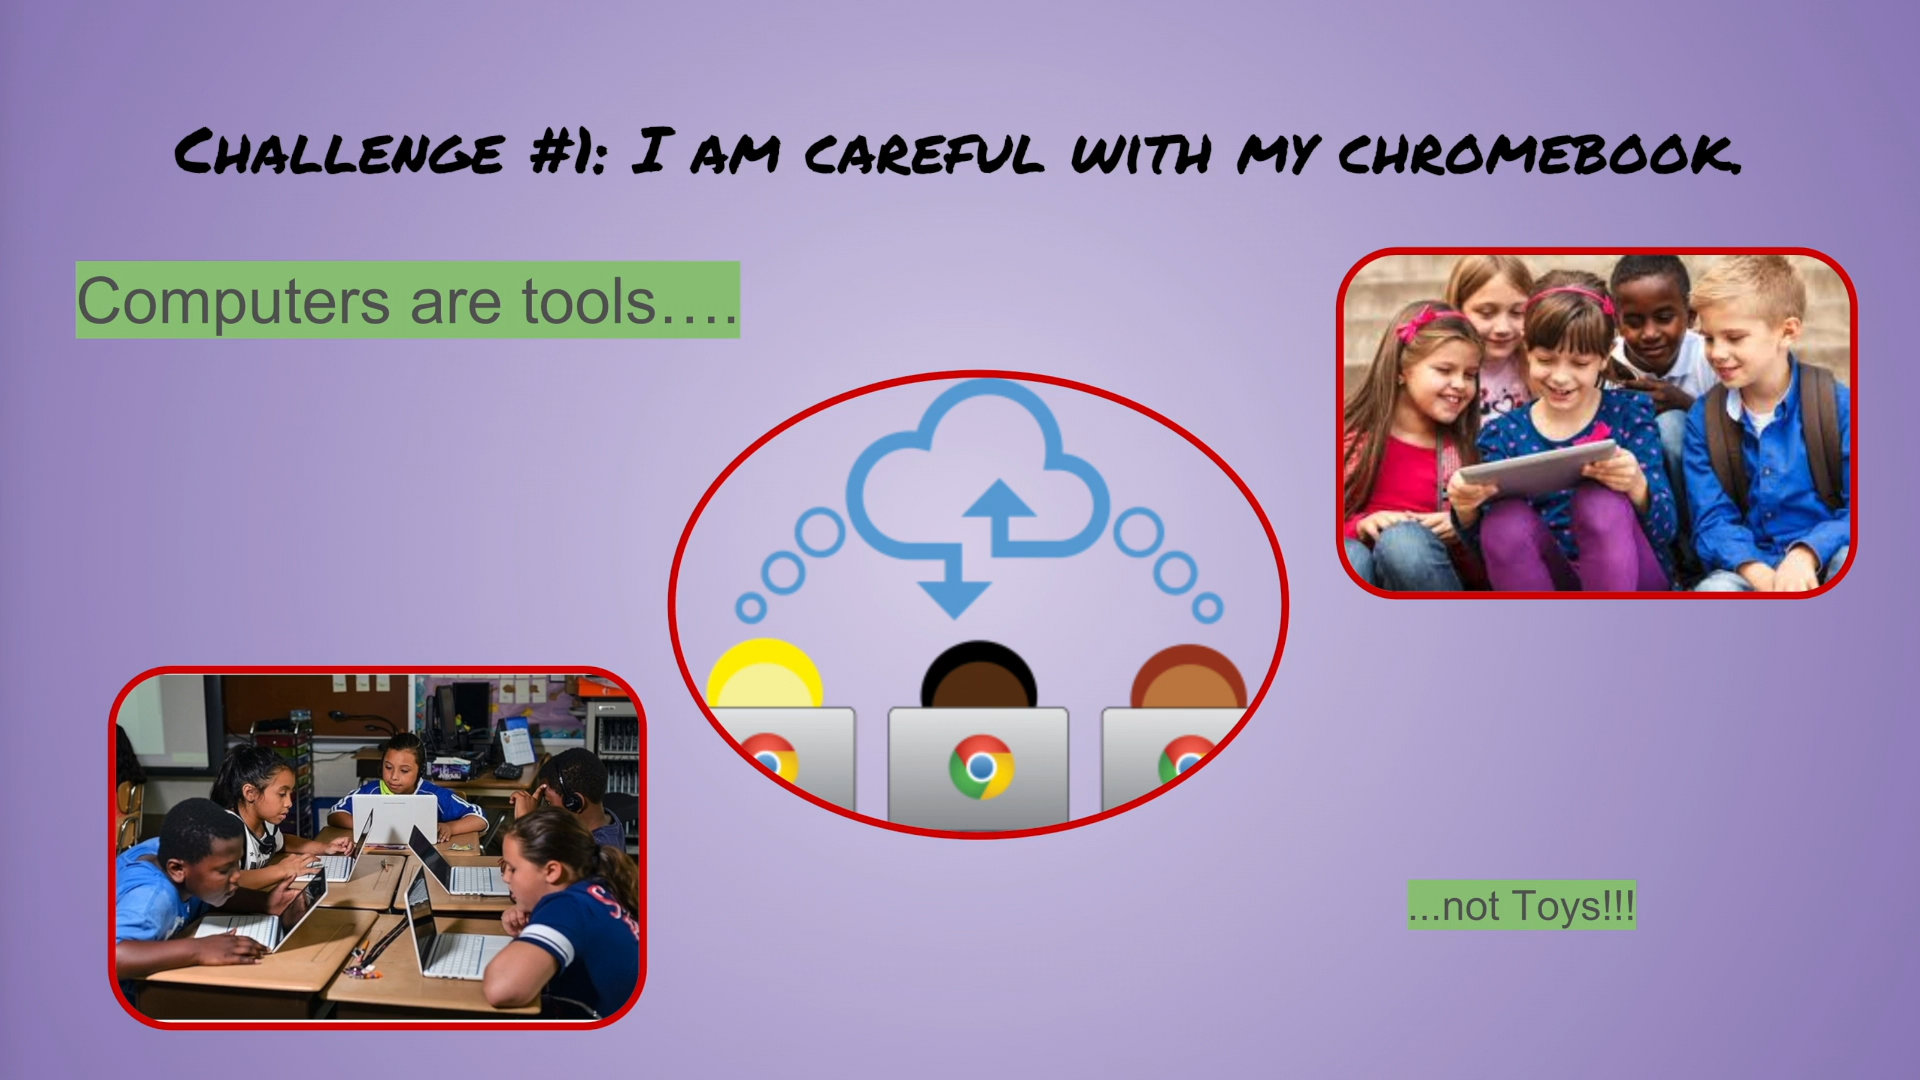 Challenge #1: I am careful with my chromebook.
Computers are tools....
...not Toys!!!